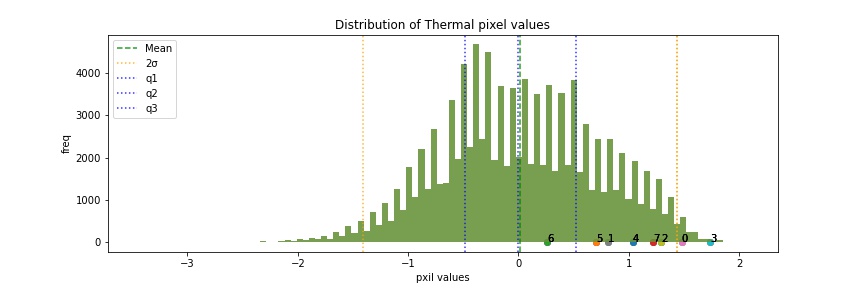 Distribution of Thermal pixel values
Mean
2σ
q1
q2
q3
freq
4000
3000
2000
1000
0
6 5 1 4 7 2 0 3
−3 −2 −1 0 1 2
pxil values